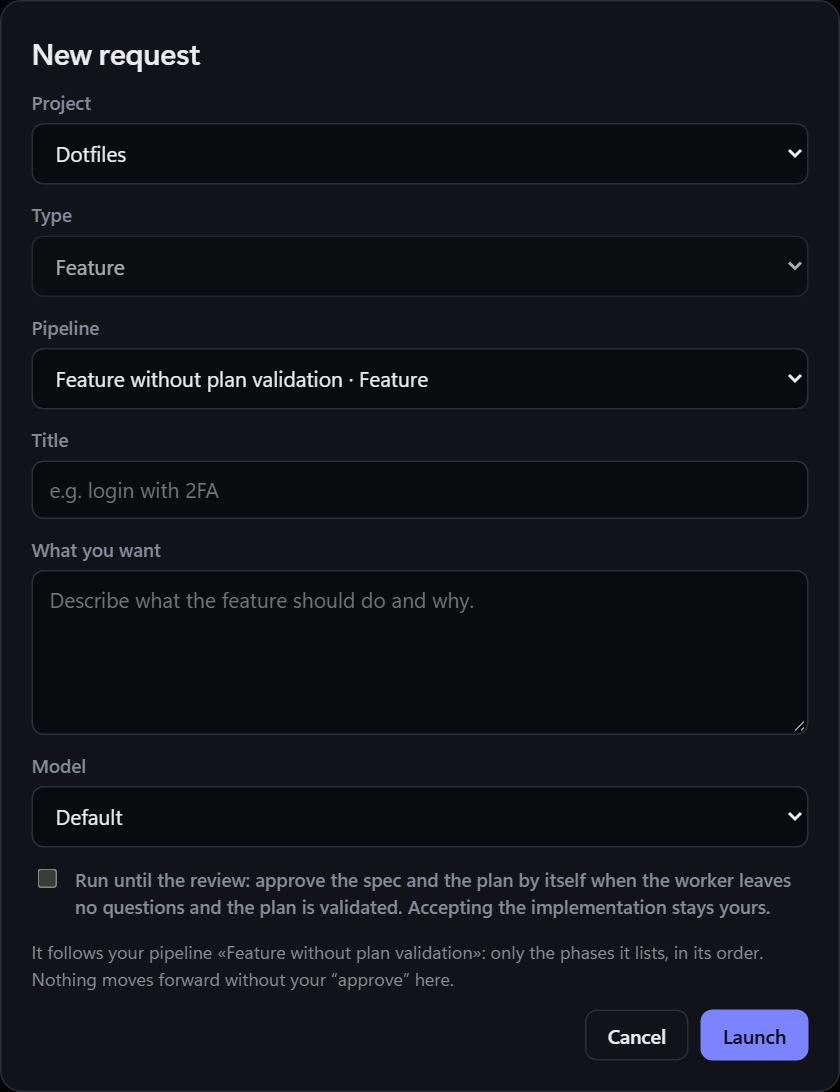 New request
Project
Dotfiles
Type
Feature
Pipeline
Feature without plan validation · Feature
Title
e.g. login with 2FA
What you want
Describe what the feature should do and why.
Model
Default
Run until the review: approve the spec and the plan by itself when the worker leaves
no questions and the plan is validated. Accepting the implementation stays yours.
It follows your pipeline «Feature without plan validation»: only the phases it lists, in its order.
Nothing moves forward without your “approve” here.
Cancel
Launch